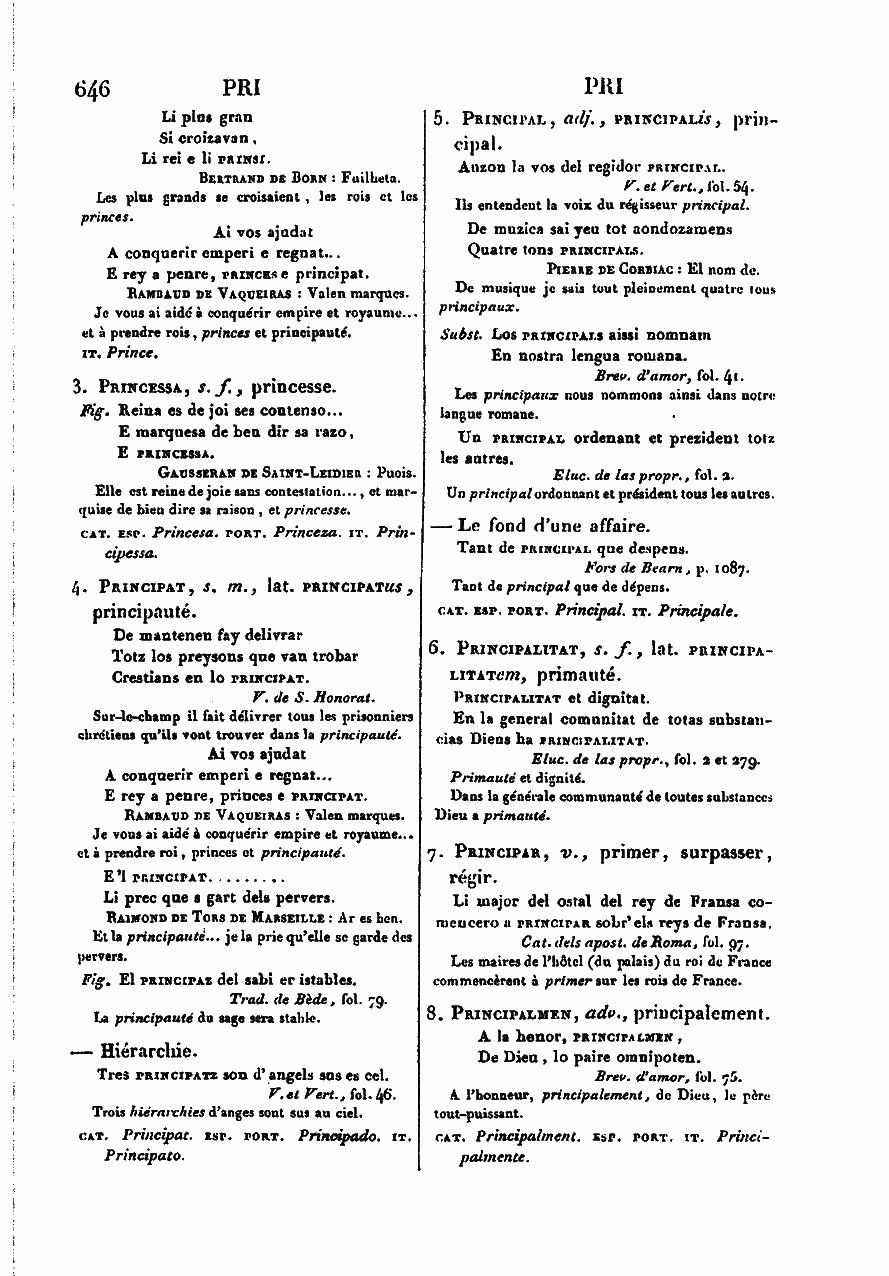 646 PRI PRI
Li plus gran
Si croizavan,
Li rei e li PRINSI.
BERTRAND DE BORN : Fuilheta.
Les plus grands se croisaient, les rois et les
princes.
Ai vos ajudat
A conquerir emperi e regnat...
E rey a penre, PRINCES e principat.
RAMBAUD DE VAQUEIRAS : Valen marques.
Je vous ai aidé à conquérir empire et royaume...
et à prendre rois, princes et principauté.
IT. Prince.
3. PRINCESSA, s. f., princesse.
Fig. Reina es de joi ses contenso...
E marquesa de ben dir sa razo,
E PRINCESSA.
GAUSSERAN DE SAINT-LEIDIER : Puois.
Elle est reine de joie sans contestation..., et mar-
quise de bien dire sa raison, et princesse.
CAT. ESP. Princesa. PORT. Princeza. IT. Prin-
cipessa.
4. PRINCIPAT, s. m., lat. PRINCIPATus,
principauté.
De mantenen fay delivrar
Totz los preysons que van trobar
Crestians en lo PRINCIPAT.
V. de S. Honorat.
Sur-le-champ il fait délivrer tous les prisonniers
chrétiens qu'ils vont trouver dans la principauté.
Ai vos ajudat
A conquerir emperi e regnat...
E rey a penre, princes e PRINCIPAT.
RAMBAUD DE VAQUEIRAS : Valen marques.
Je vous ai aidé à conquérir empire et royaume...
et à prendre roi, princes et principauté.
E'l PRINCIPAT.........
Li prec que s gart dels pervers.
RAIMOND DE TORS DE MARSEILLE : Ar es ben.
Et la principauté... je la prie qu'elle se garde des
pervers.
Fig. El PRINCIPAZ del sabi er istables.
Trad. de Bède, fol. 79.
La principauté du sage sera stable.
— Hiérarchie.
Tres PRINCIPATZ son d'angels sus es cel.
V. et Vert., fol. 46.
Trois hiérarchies d'anges sont sus au ciel.
CAT. Principat. ESP. PORT. Principado. IT.
Principato.
5. PRINCIPAL, adj., PRINCIPALis, prin-
cipal.
Auzon la vos del regidor PRINCIPAL.
V. et Vert., fol. 54.
Ils entendent la voix du régisseur principal.
De muzica sai yeu tot aondozamens
Quatre tons PRINCIPALS.
PIERRE DE CORBIAC : El nom de.
De musique je sais tout pleinement quatre tons
principaux.
Subst. Los PRINCIPALS aissi nomnam
En nostra lengua romana.
Brev. d'amor, fol. 41.
Les principaux nous nommons ainsi dans notre
langue romane.
Un PRINCIPAL ordenant et prezident totz
les autres.
Eluc. de las propr., fol. 2.
Un principal ordonnant et présidant tous les autres.
— Le fond d'une affaire.
Tant de PRINCIPAL que despens.
Fors de Bearn, p. 1087.
Tant de principal que de dépens.
CAT. ESP. PORT. Principal. IT. Principale.
6. PRINCIPALITAT, s. f., lat. PRINCIPA-
LITATem, primauté.
PRINCIPALITAT et dignitat.
En la general comunitat de totas substan-
cias Dieus ha PRINCIPALITAT.
Eluc. de las propr., fol. 2 et 279.
Primauté et dignité.
Dans la générale communauté de toutes substances
Dieu a primauté.
7. PRINCIPAR, v., primer, surpasser,
régir.
Li major del ostal del rey de Fransa co-
mencero a PRINCIPAR sobr'els reys de Fransa.
Cat. dels apost. de Roma, fol. 97.
Les maires de l'hôtel (du palais) du roi de France
commencèrent à primer sur les rois de France.
8. PRINCIPALMEN, adv., principalement.
A la honor, PRINCIPALMEN,
De Dieu, lo paire omnipoten.
Brev. d'amor, fol. 75.
A l'honneur, principalement, de Dieu, le père
tout-puissant.
CAT. Principalment. ESP. PORT. IT. Princi-
palmente.